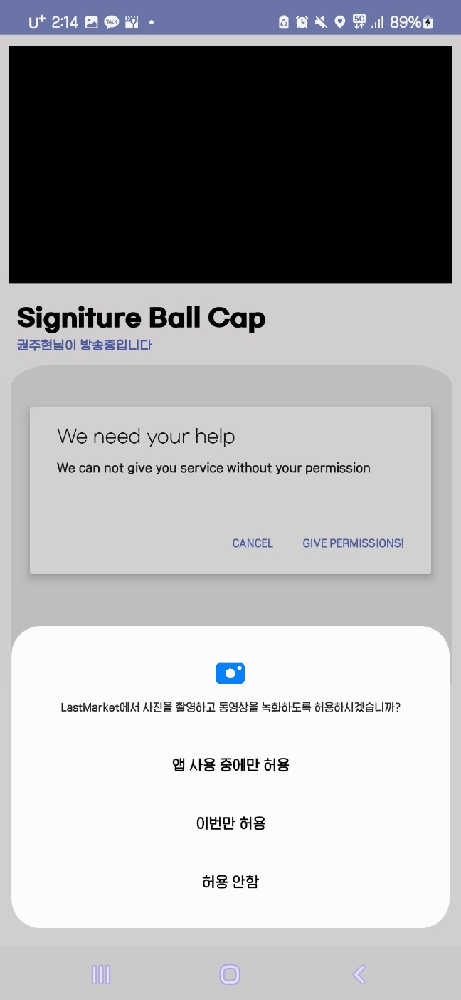 U+ 2:14 TALK 5G 89%
Signiture Ball Cap
권주현님이 방송중입니다
We need your help
We can not give you service without your permission
CANCEL GIVE PERMISSIONS!
LastMarket에서 사진을 촬영하고 동영상을 녹화하도록 허용하시겠습니까?
앱 사용 중에만 허용
이번만 허용
허용 안함